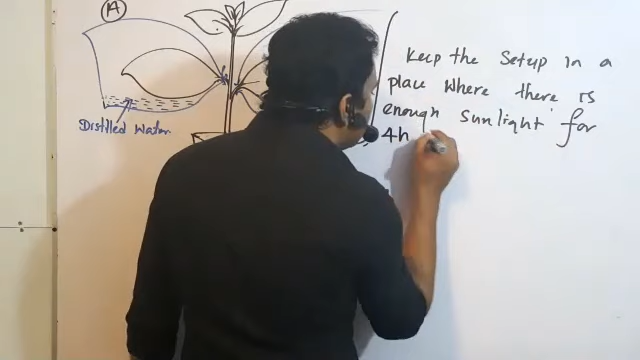 A
Keep the Setup in a
place where there is
enough sunlight for
4h
Distilled Water